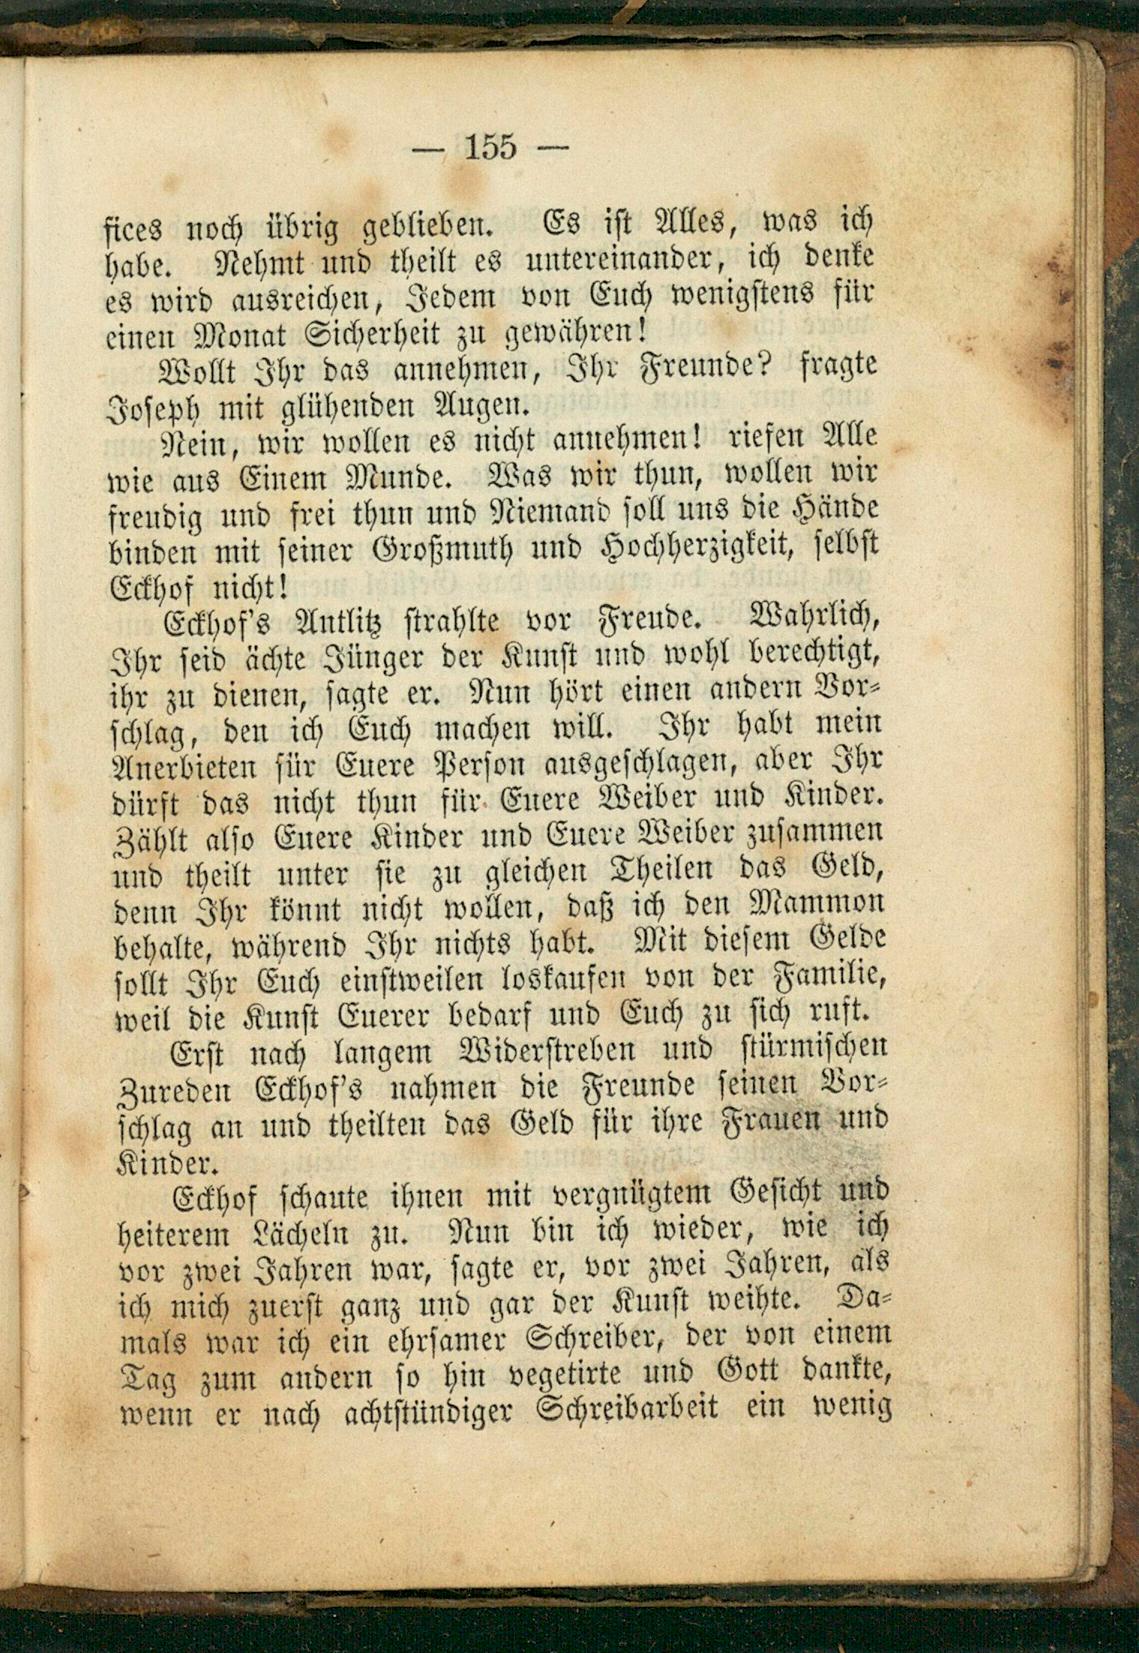 — 155 —
fices noch übrig geblieben. Es ist Alles, was ich
habe. Nehmt und theilt es untereinander, ich denke
es wird ausreichen, Jedem von Euch wenigstens für
einen Monat Sicherheit zu gewähren!
Wollt Ihr das annehmen, Ihr Freunde? fragte
Joseph mit glühenden Augen.
Nein, wir wollen es nicht annehmen! riefen Alle
wie aus Einem Munde. Was wir thun, wollen wir
freudig und frei thun und Niemand soll uns die Hände
binden mit seiner Großmuth und Hochherzigkeit, selbst
Eckhof nicht!
Eckhof's Antlitz strahlte vor Freude. Wahrlich,
Ihr seid ächte Jünger der Kunst und wohl berechtigt,
ihr zu dienen, sagte er. Nun hört einen andern Vor-
schlag, den ich Euch machen will. Ihr habt mein
Anerbieten für Euere Person ausgeschlagen, aber Ihr
dürft das nicht thun für Euere Weiber und Kinder.
Zählt also Euere Kinder und Euere Weiber zusammen
und theilt unter sie zu gleichen Theilen das Geld,
denn Ihr könnt nicht wollen, daß ich den Mammon
behalte, während Ihr nichts habt. Mit diesem Gelde
sollt Ihr Euch einstweilen loskaufen von der Familie,
weil die Kunst Euerer bedarf und Euch zu sich ruft.
Erst nach langem Widerstreben und stürmischen
Zureden Eckhof's nahmen die Freunde seinen Vor-
schlag an und theilten das Geld für ihre Frauen und
Kinder.
Eckhof schaute ihnen mit vergnügtem Gesicht und
heiterem Lächeln zu. Nun bin ich wieder, wie ich
vor zwei Jahren war, sagte er, vor zwei Jahren, als
ich mich zuerst ganz und gar der Kunst weihte. Da-
mals war ich ein ehrsamer Schreiber, der von einem
Tag zum andern so hin vegetirte und Gott dankte,
wenn er nach achtstündiger Schreibarbeit ein wenig